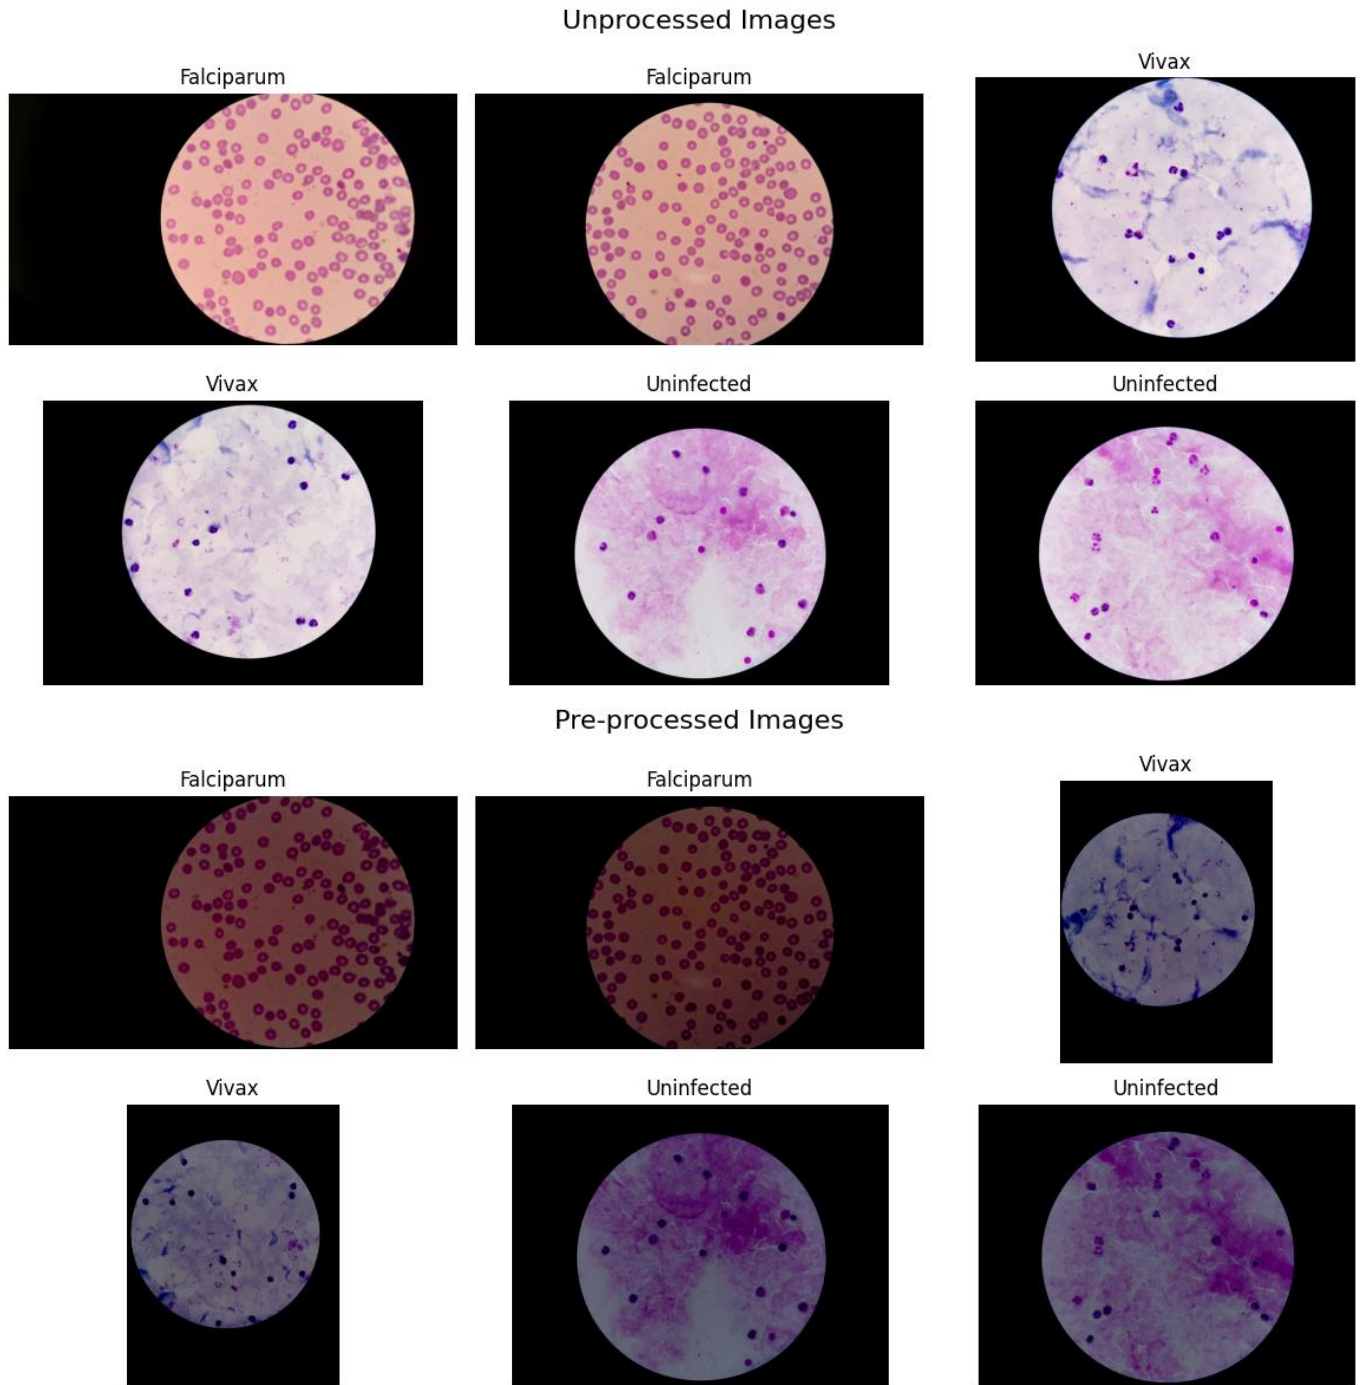 Unprocessed Images
Falciparum
Falciparum
Vivax
Vivax
Uninfected
Uninfected
Pre-processed Images
Falciparum
Falciparum
Vivax
Vivax
Uninfected
Uninfected